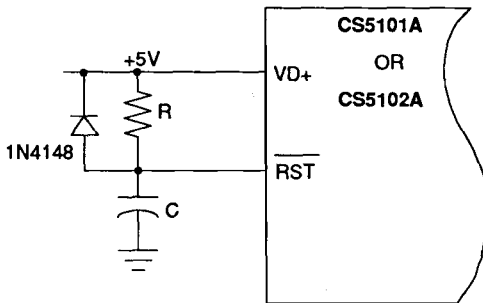 CS5101A
OR
CS5102A
+5V
VD+
R
1N4148
RST
C